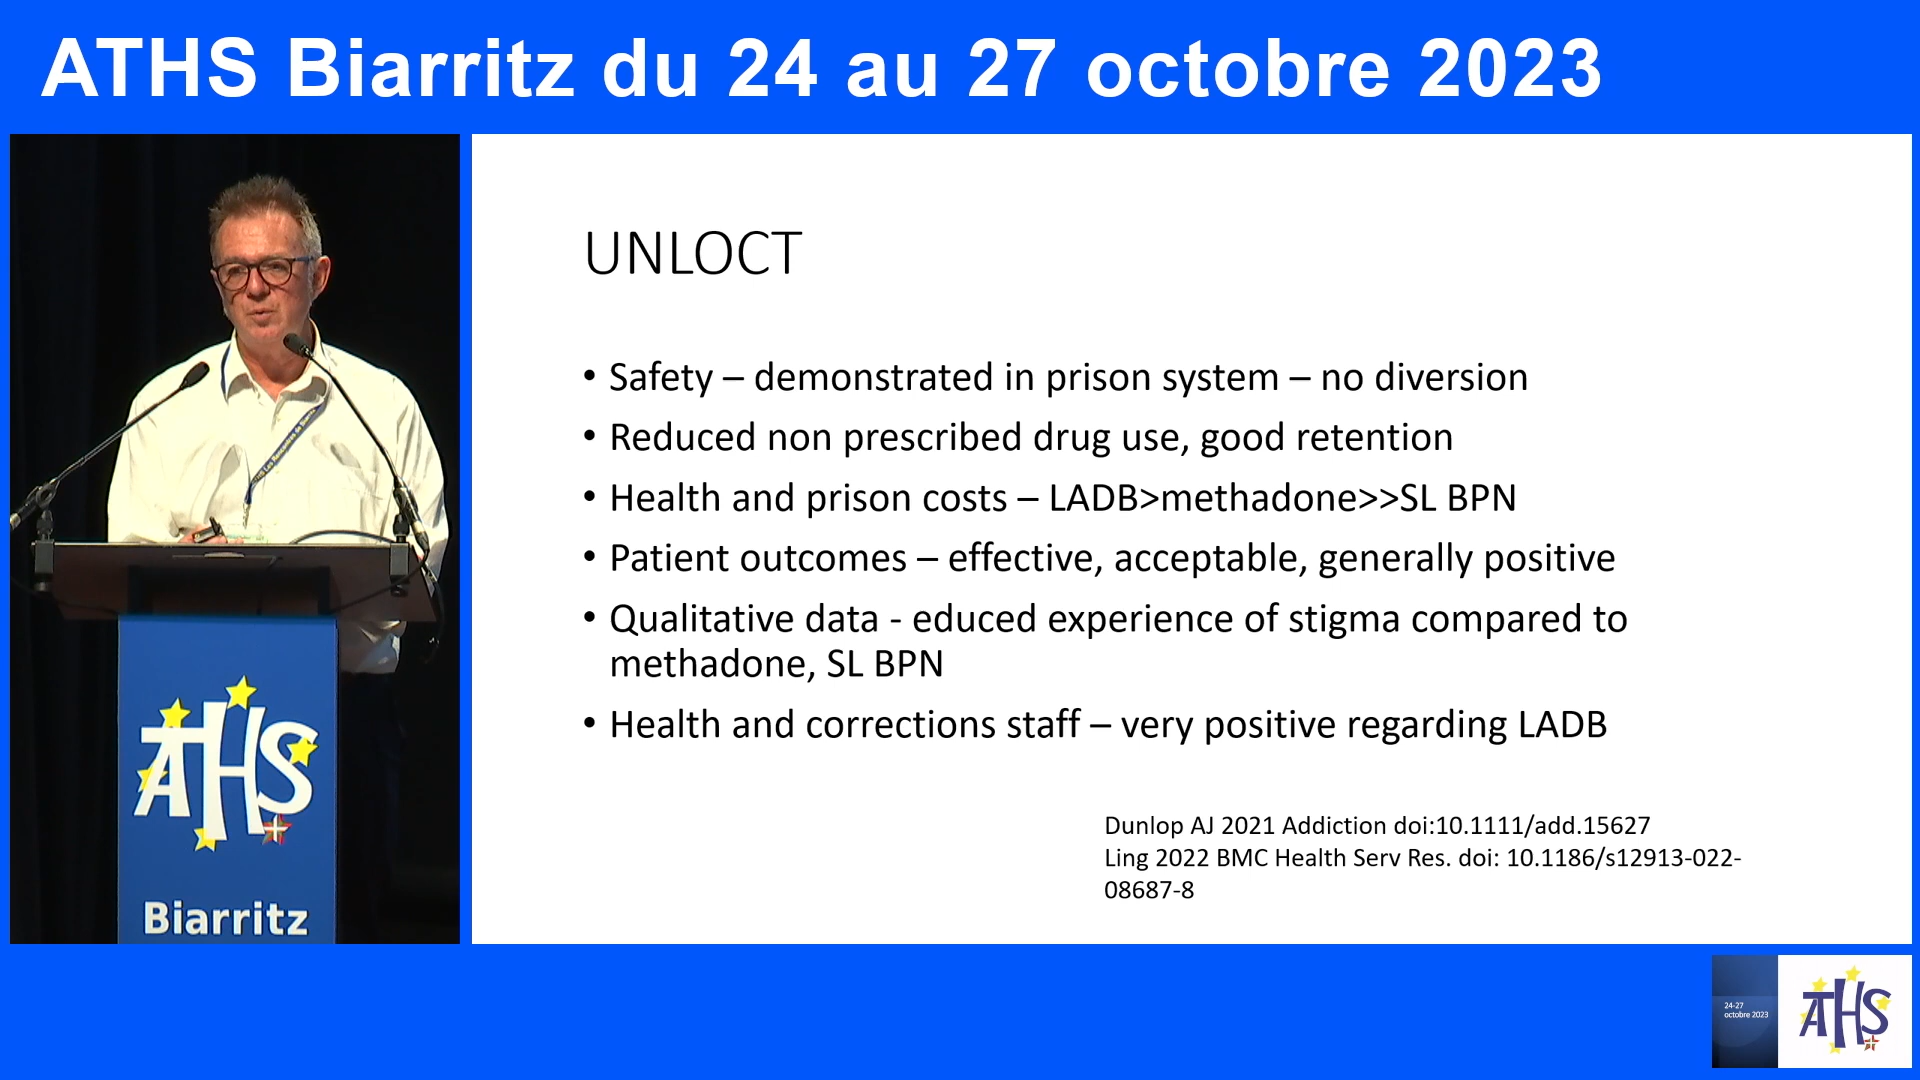 ATHS Biarritz du 24 au 27 octobre 2023
UNLOCT
• Safety – demonstrated in prison system – no diversion
• Reduced non prescribed drug use, good retention
• Health and prison costs – LADB>methadone>>SL BPN
• Patient outcomes – effective, acceptable, generally positive
• Qualitative data - educed experience of stigma compared to
methadone, SL BPN
• Health and corrections staff – very positive regarding LADB
Dunlop AJ 2021 Addiction doi:10.1111/add.15627
Ling 2022 BMC Health Serv Res. doi: 10.1186/s12913-022-
08687-8
ATHS
Biarritz
24-27
octobre 2023
ATHS